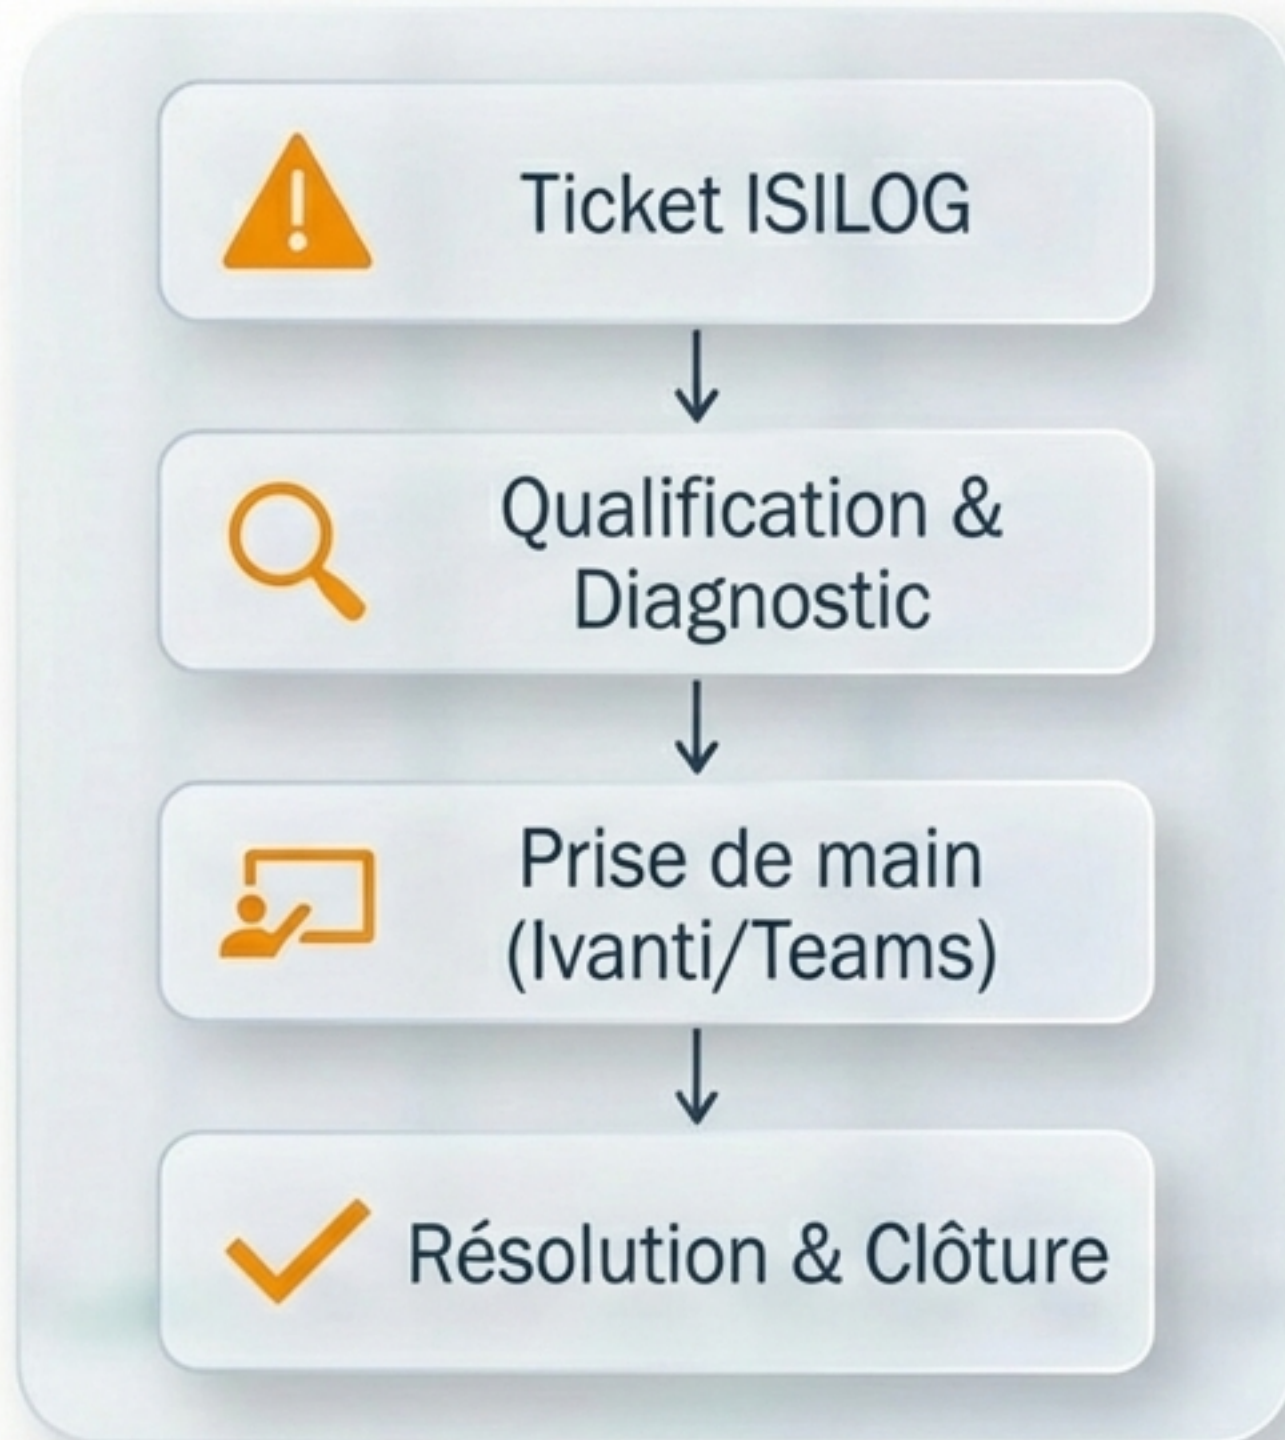 Ticket ISILOG
Qualification &
Diagnostic
Prise de main
(Ivanti/Teams)
Résolution & Clôture